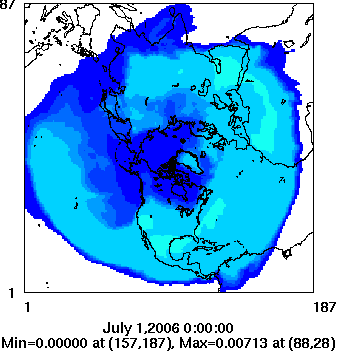 87
1
1 187
July 1,2006 0:00:00
Min=0.00000 at (157,187), Max=0.00713 at (88,28)